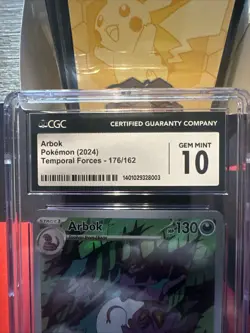 CGC CERTIFIED GUARANTY COMPANY
Arbok
Pokémon (2024)
Temporal Forces - 176/162
GEM MINT
10
1401029328003
Arbok
130